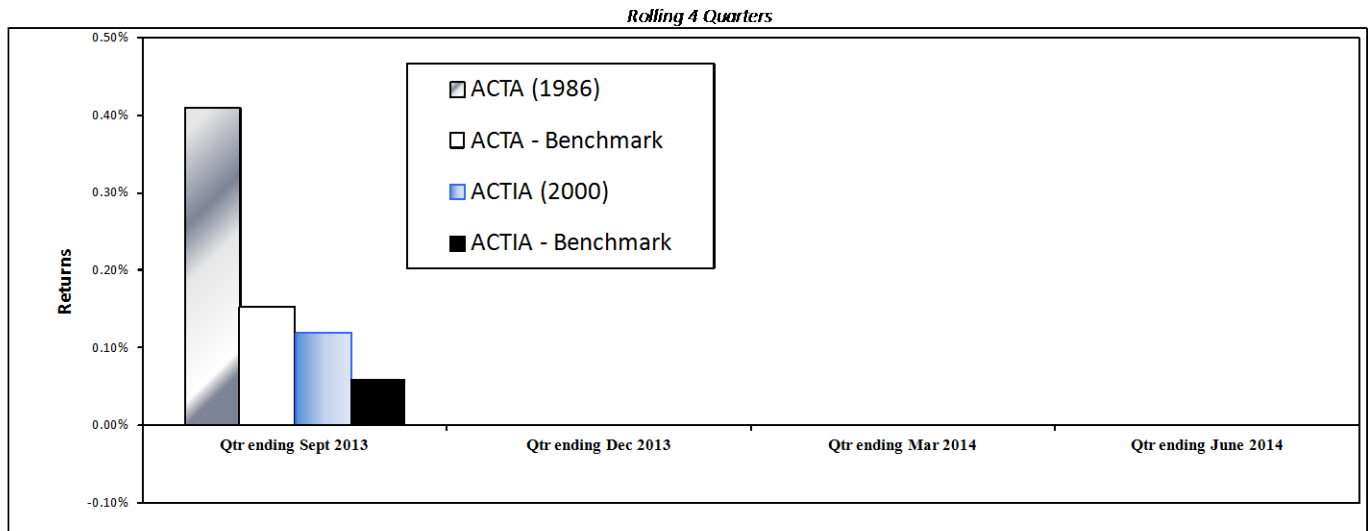 Rolling 4 Quarters
0.50%
0.40%
0.30%
0.20%
0.10%
0.00%
-0.10%
Returns
ACTA (1986)
ACTA - Benchmark
ACTIA (2000)
ACTIA - Benchmark
Qtr ending Sept 2013
Qtr ending Dec 2013
Qtr ending Mar 2014
Qtr ending June 2014